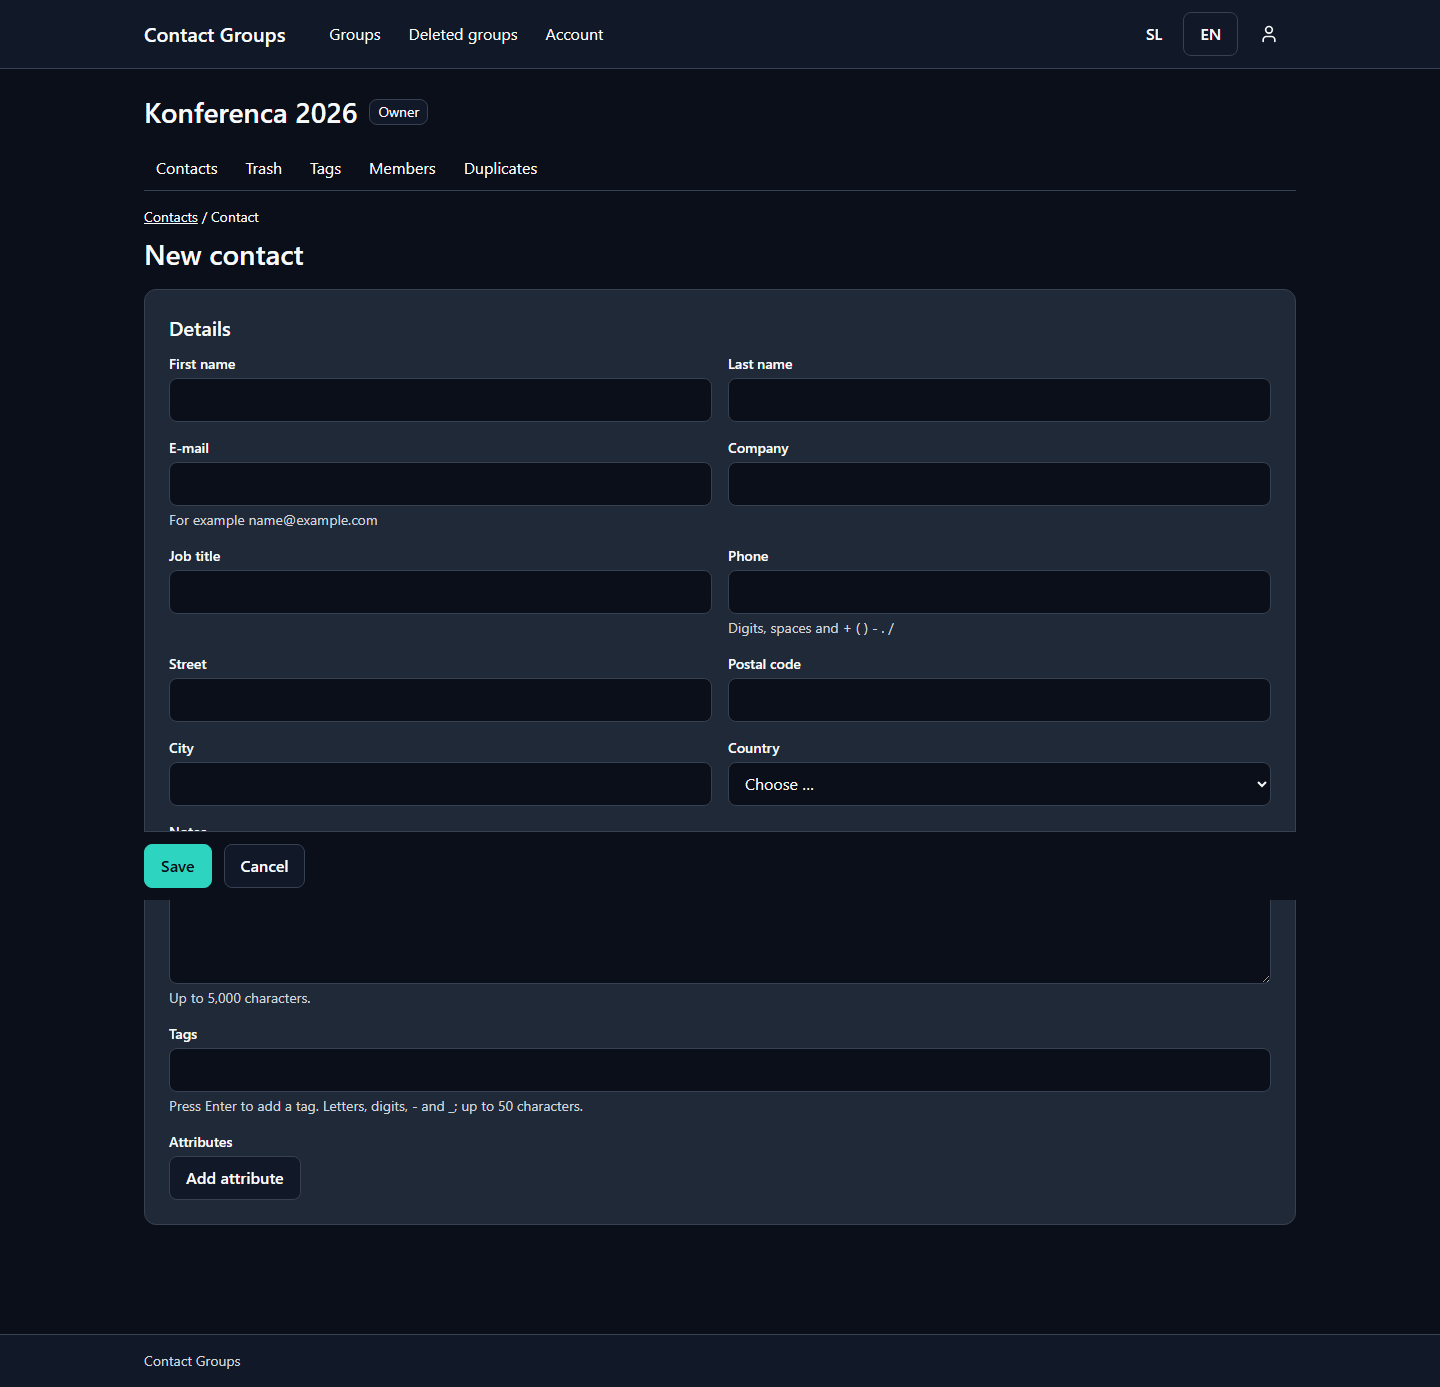 Contact Groups Groups Deleted groups Account SL EN
Konferenca 2026 Owner
Contacts Trash Tags Members Duplicates
Contacts / Contact
New contact
Details
First name Last name
E-mail Company
For example name@example.com
Job title Phone
Digits, spaces and + ( ) - . /
Street Postal code
City Country
Choose ...
Notes
Save Cancel
Up to 5,000 characters.
Tags
Press Enter to add a tag. Letters, digits, - and _; up to 50 characters.
Attributes
Add attribute
Contact Groups